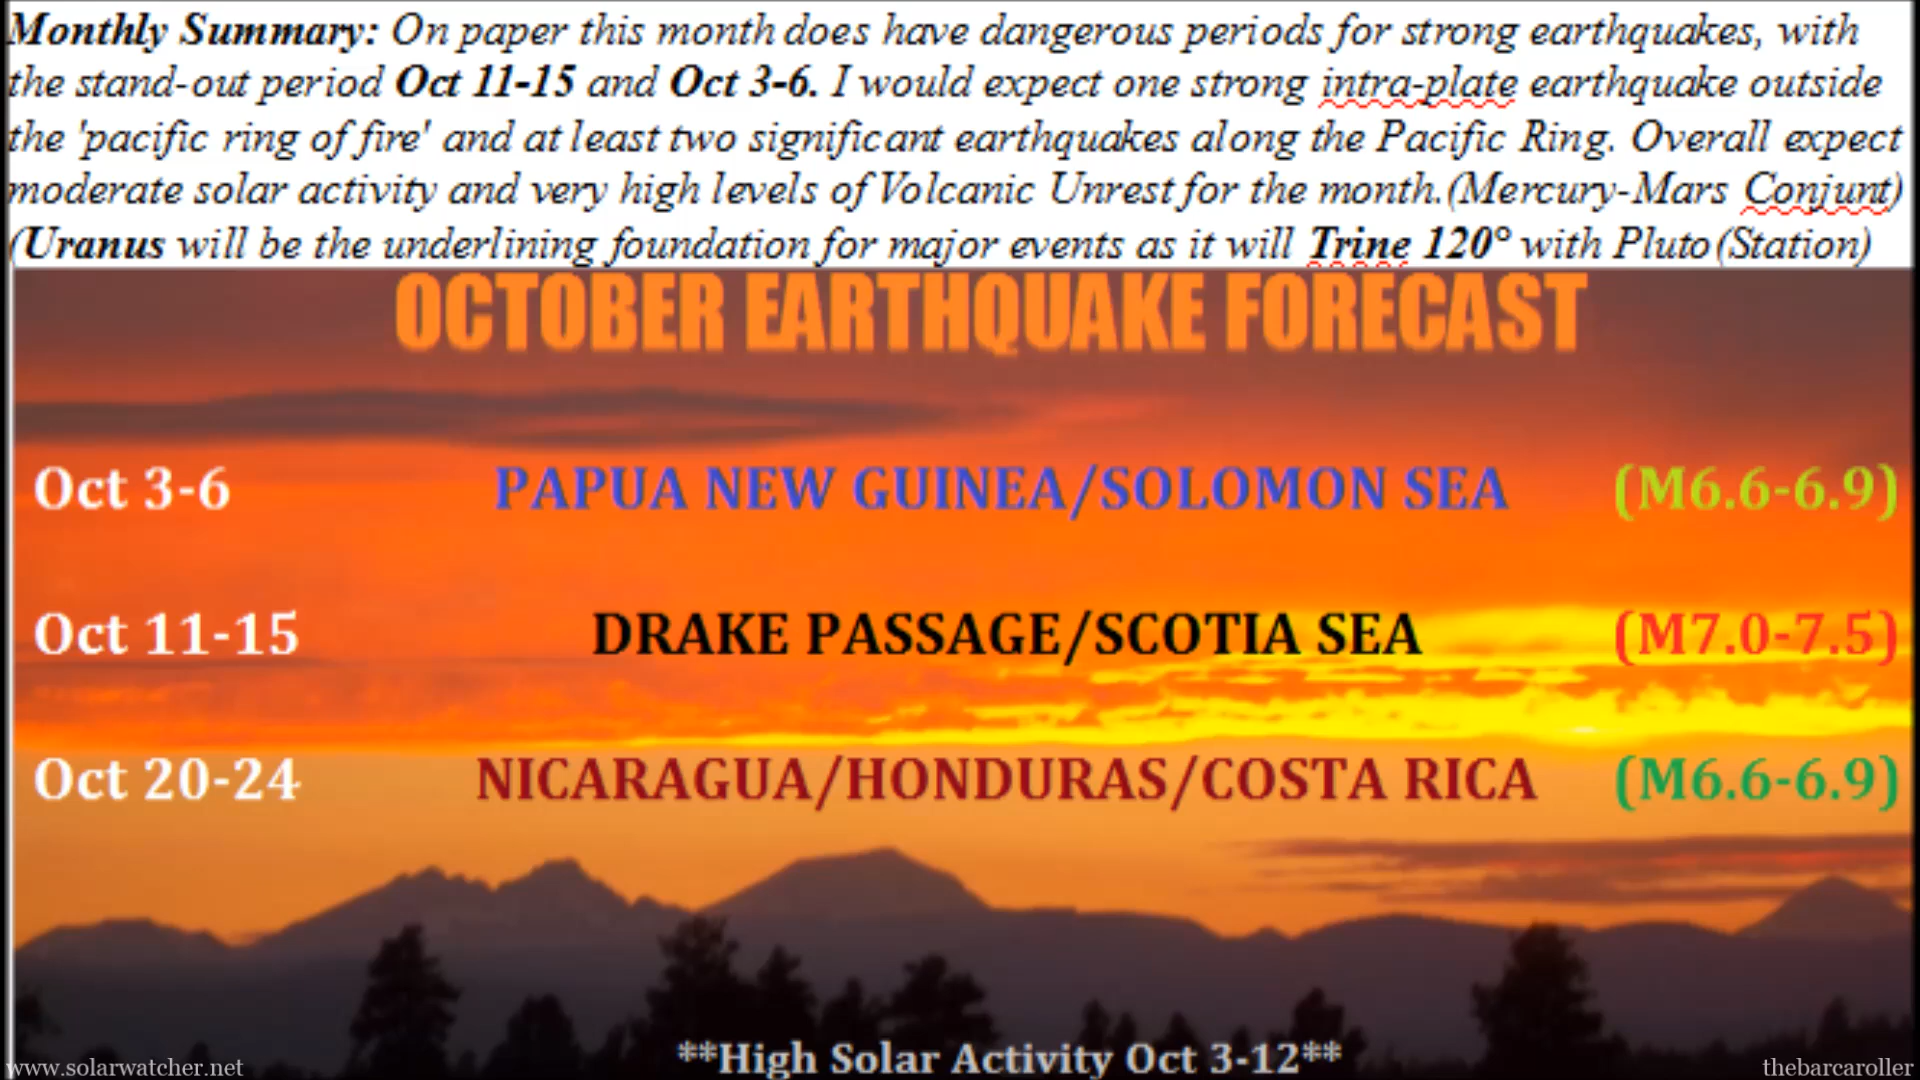 Monthly Summary: On paper this month does have dangerous periods for strong earthquakes, with
the stand-out period Oct 11-15 and Oct 3-6. I would expect one strong intra-plate earthquake outside
the 'pacific ring of fire' and at least two significant earthquakes along the Pacific Ring. Overall expect
moderate solar activity and very high levels of Volcanic Unrest for the month.(Mercury-Mars Conjunt)
(Uranus will be the underlining foundation for major events as it will Trine 120° with Pluto(Station)
OCTOBER EARTHQUAKE FORECAST
Oct 3-6 PAPUA NEW GUINEA/SOLOMON SEA (M6.6-6.9)
Oct 11-15 DRAKE PASSAGE/SCOTIA SEA (M7.0-7.5)
Oct 20-24 NICARAGUA/HONDURAS/COSTA RICA (M6.6-6.9)
**High Solar Activity Oct 3-12**
www.solarwatcher.net thebarcaroller